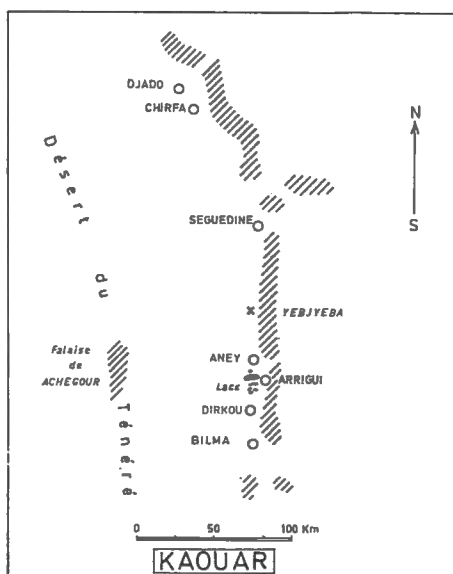 DJADO
CHIRFA
N
S
Désert du Ténéré
SEGUEDINE
YEBJYEBA
Falaise
de
ACHEGOUR
ANEY
Lacs
ARRIGUI
DIRKOU
BILMA
0 50 100 Km
KAOUAR